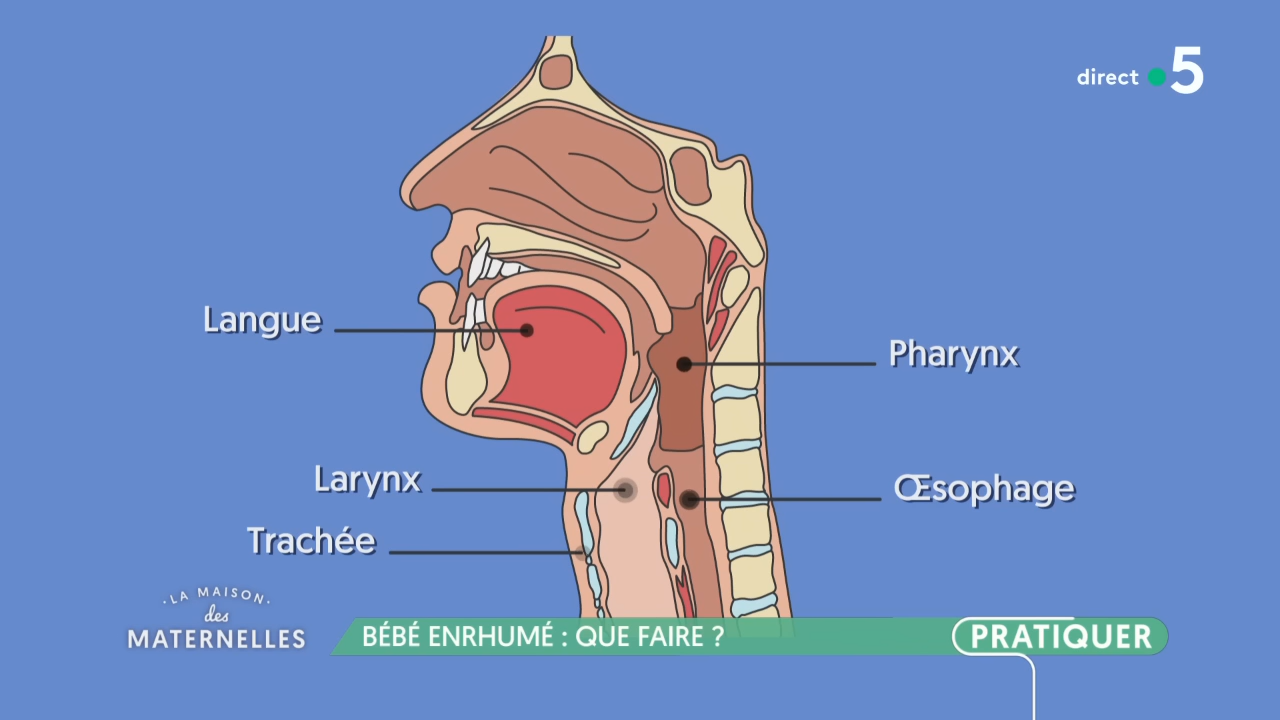 direct 5
Langue
Pharynx
Larynx
Œsophage
Trachée
·LA MAISON·
des
MATERNELLES
BÉBÉ ENRHUMÉ : QUE FAIRE ?
PRATIQUER